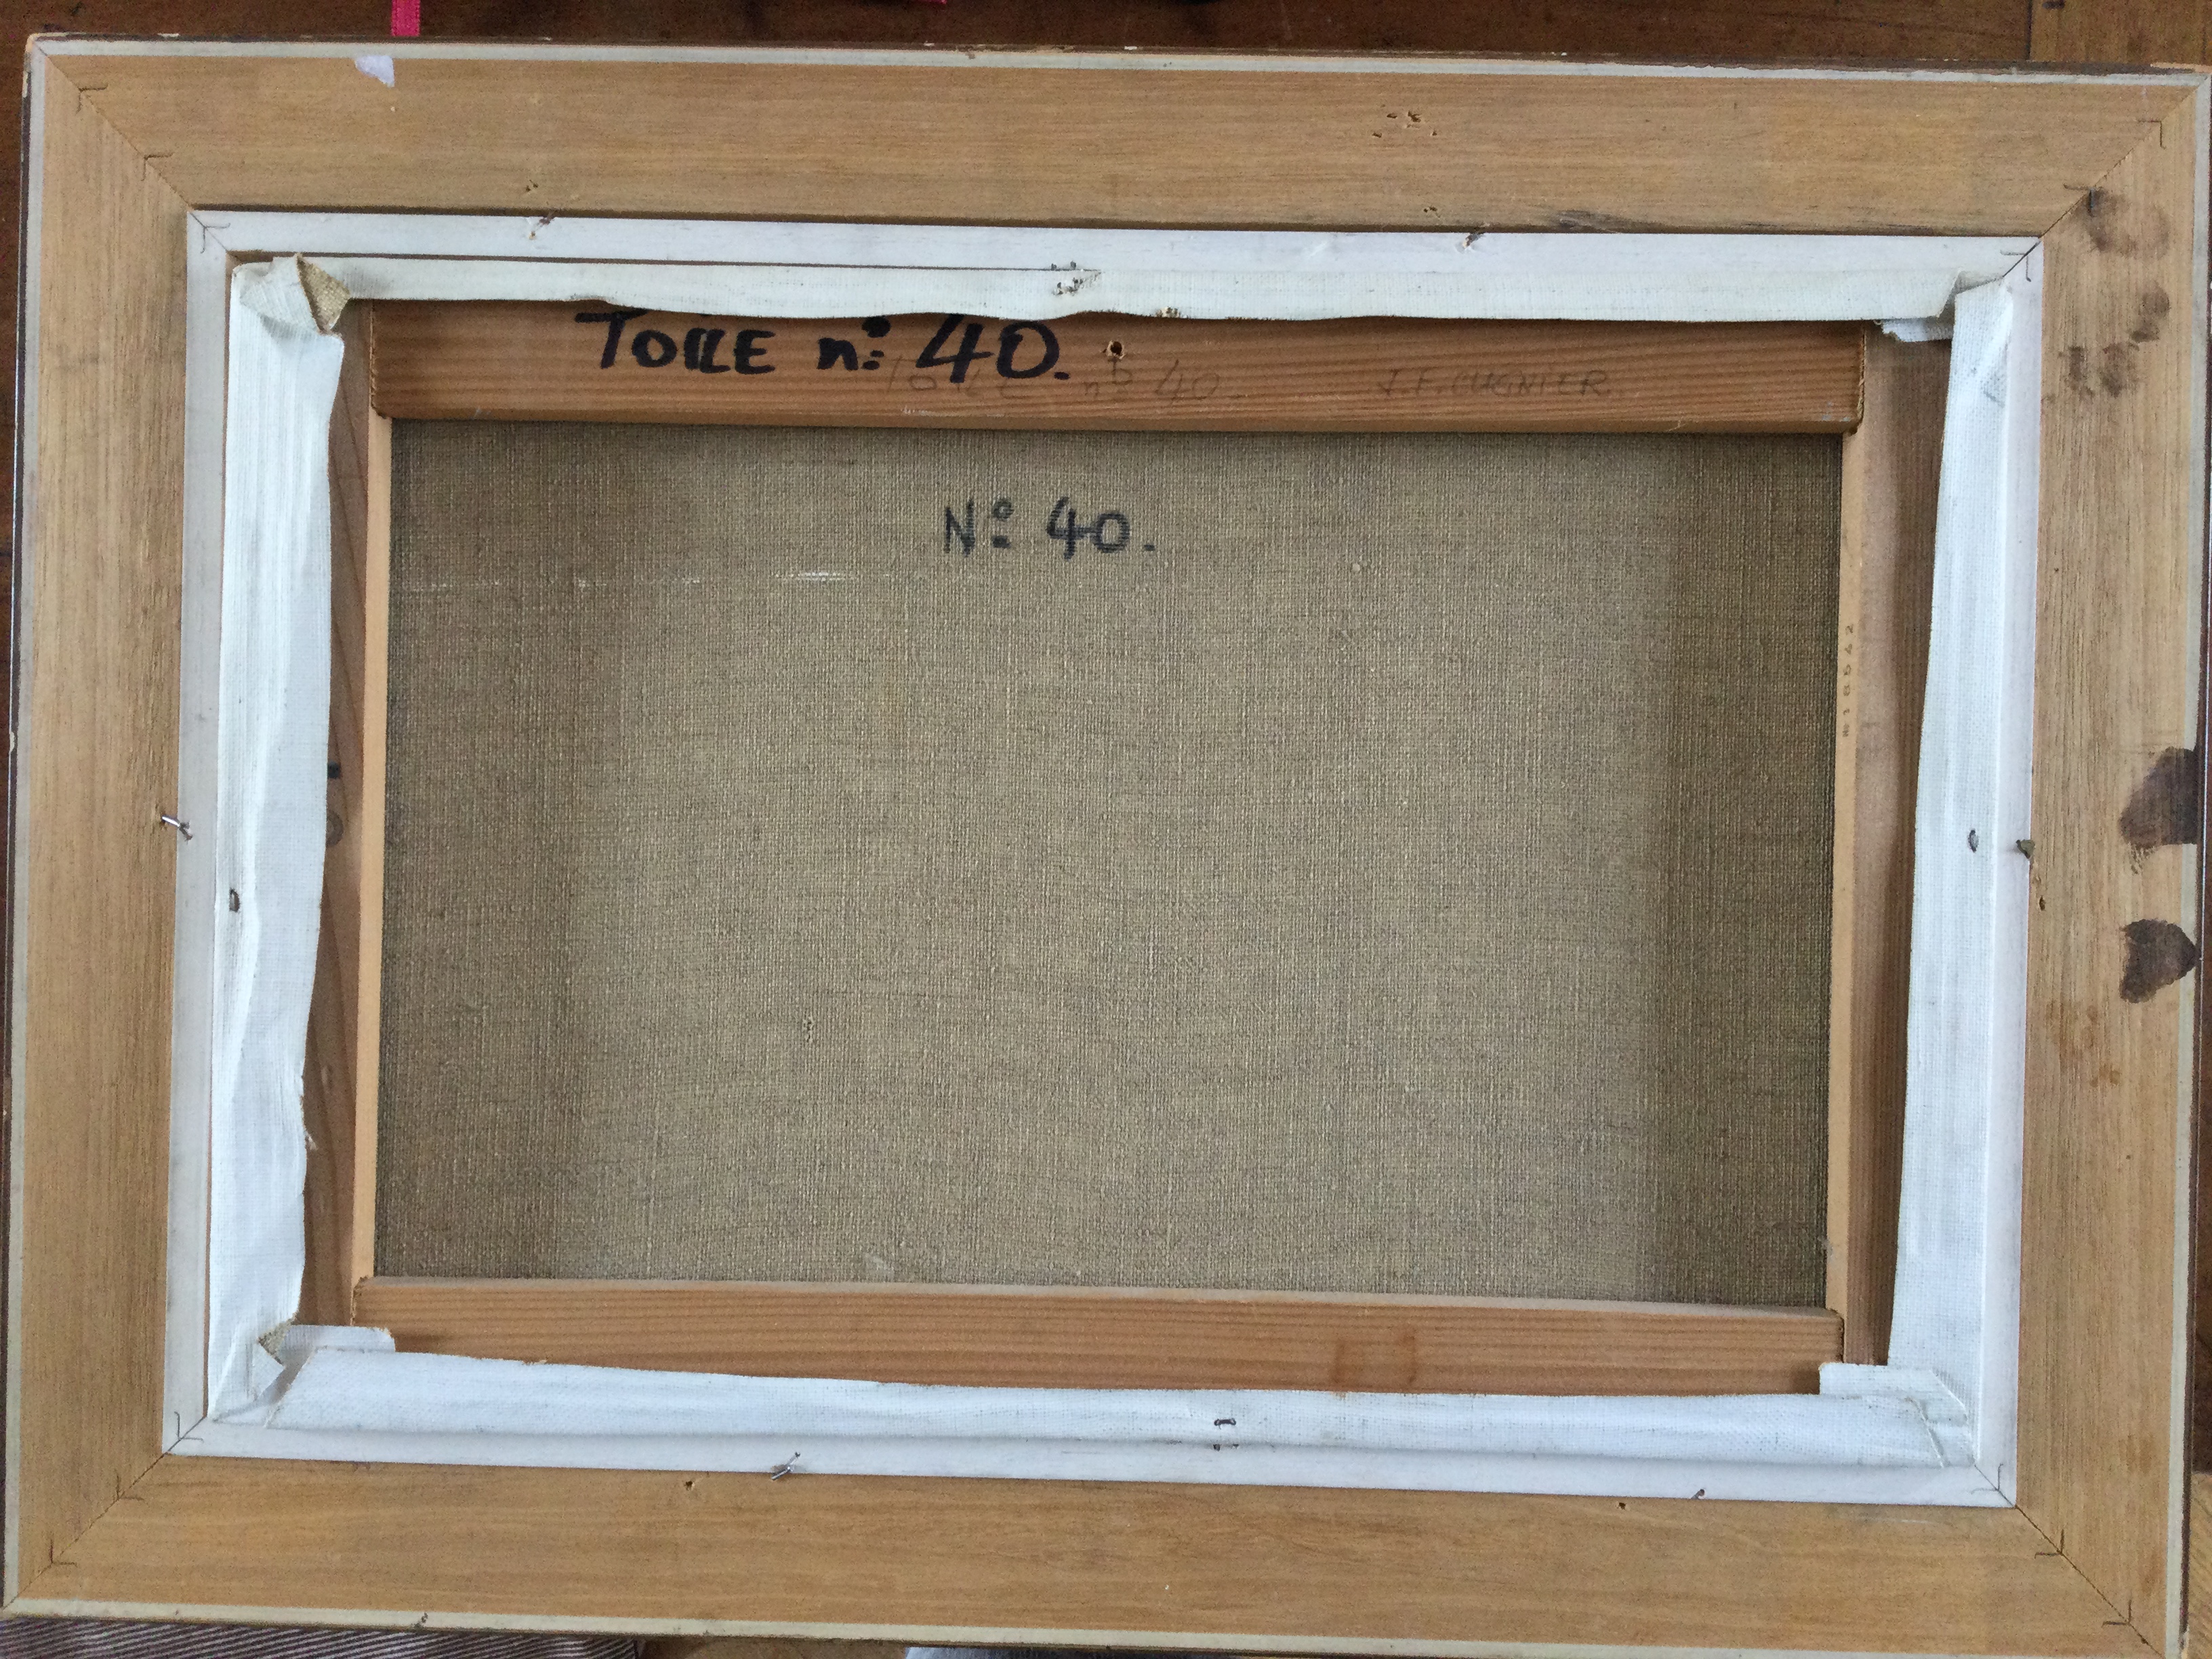 TOILE n° 40.
TOILE n° 40. J.F. CUGNIER
N° 40.